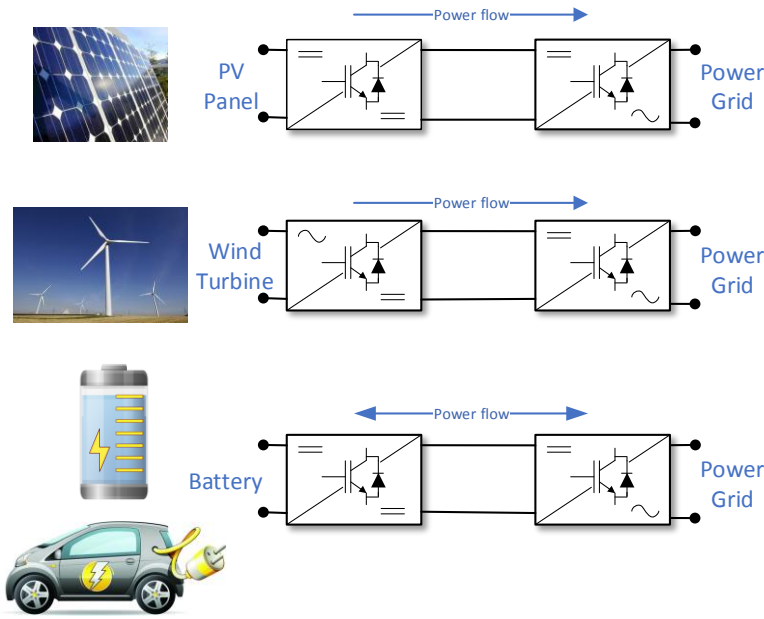 Power flow
PV
Panel
Power
Grid
Power flow
Wind
Turbine
Power
Grid
Power flow
Battery
Power
Grid